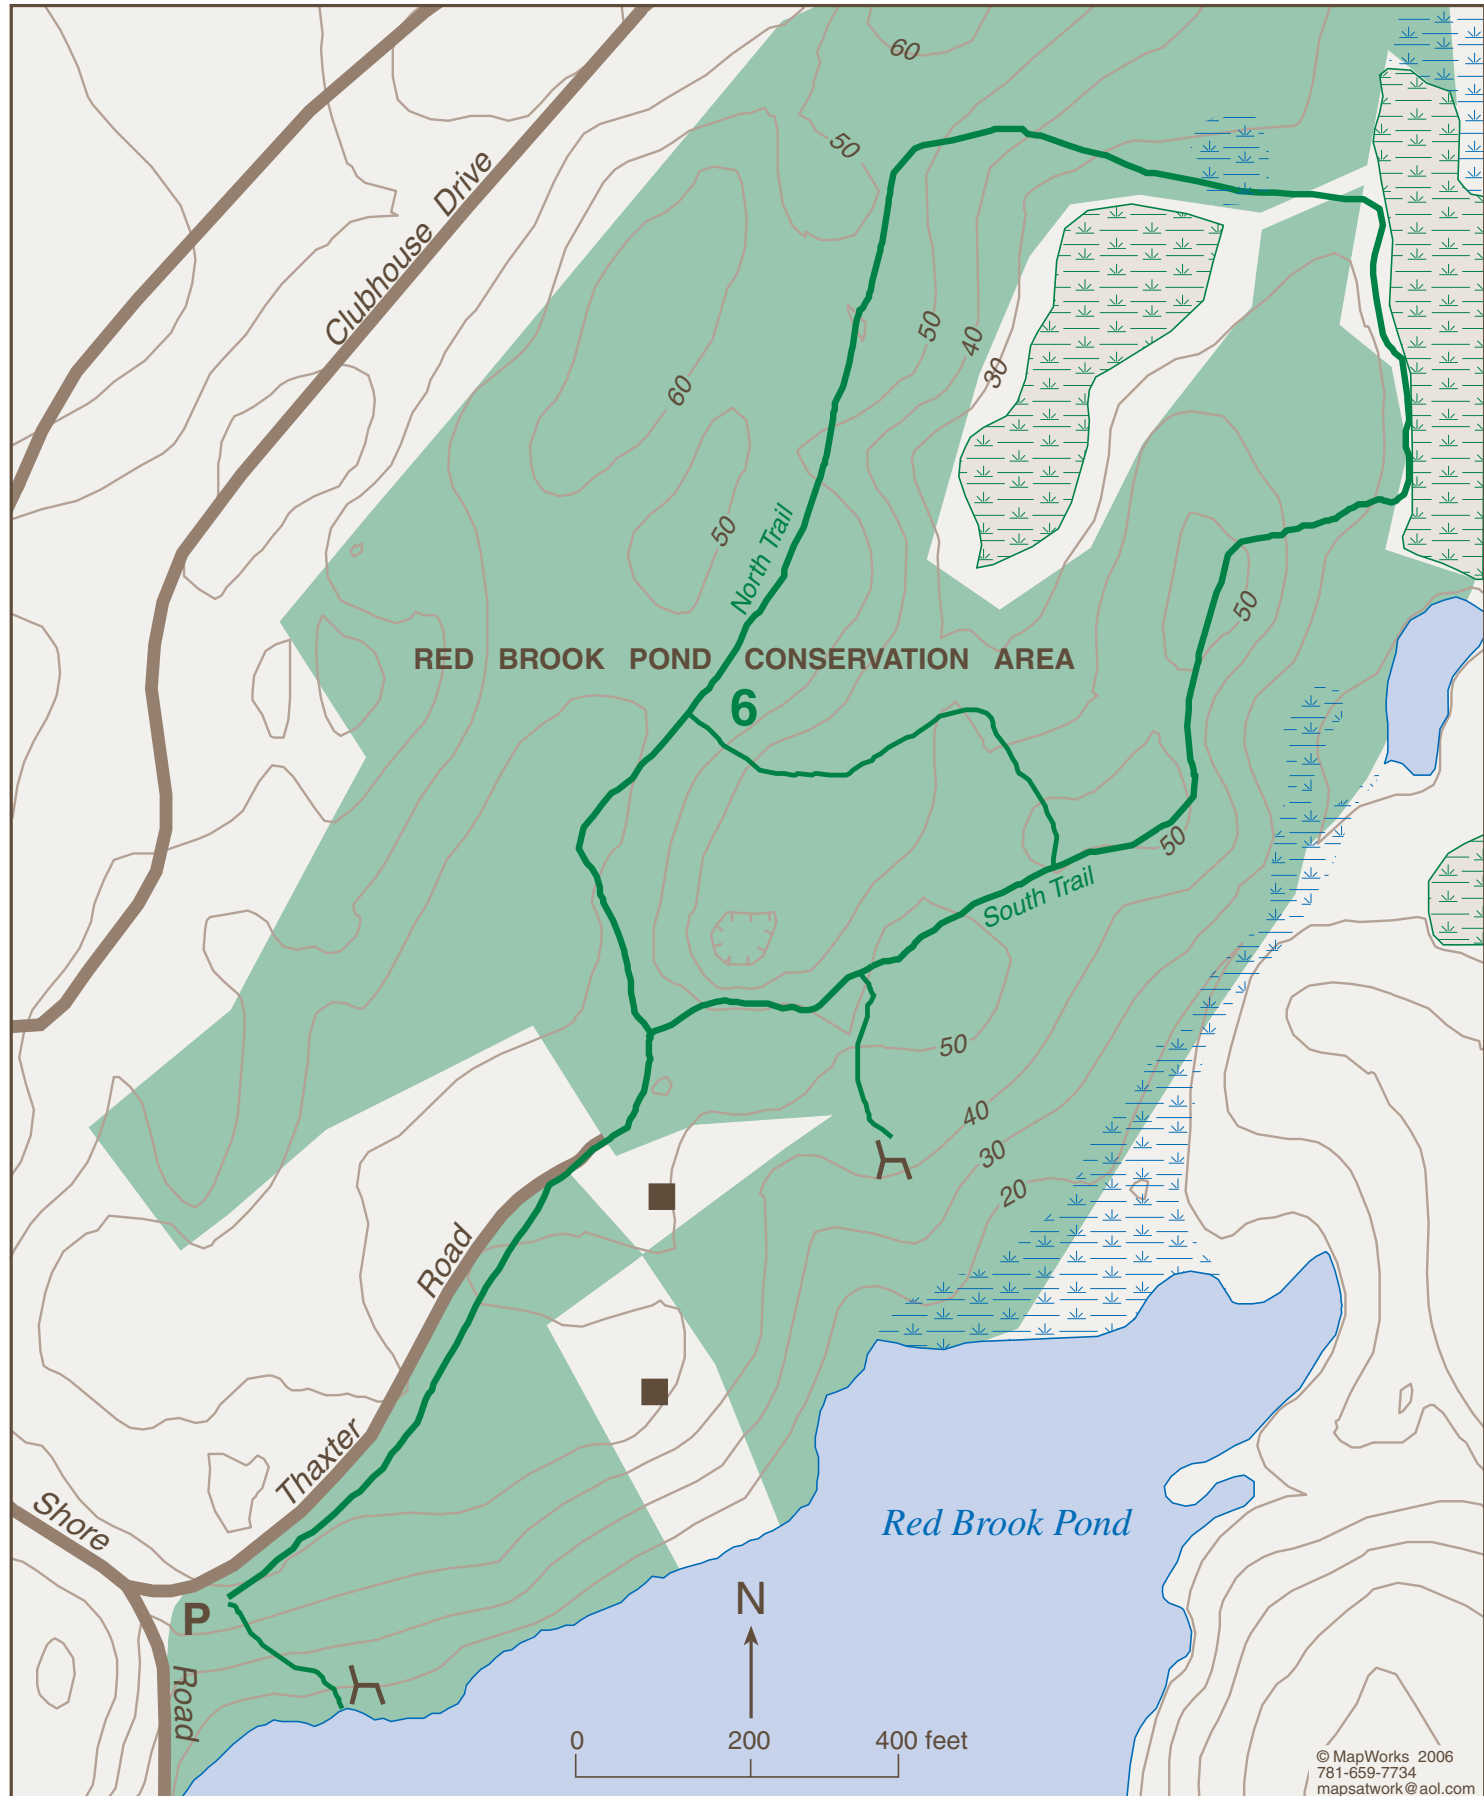 60
50
Clubhouse Drive
50
40
30
60
50
North Trail
50
RED BROOK POND CONSERVATION AREA
6
50
South Trail
50
40
30
20
Road
Thaxter
Shore
Red Brook Pond
P
N
Road
0 200 400 feet
© MapWorks 2006
781-659-7734
mapsatwork@aol.com